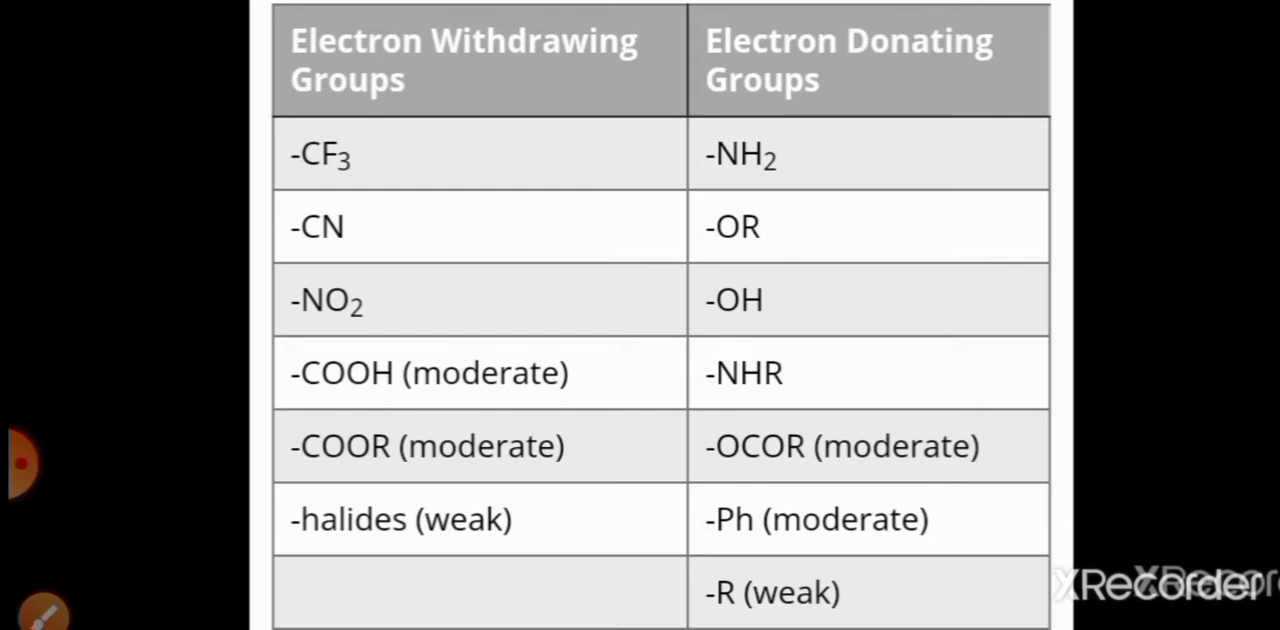 Electron Withdrawing Groups
Electron Donating Groups
-CF₃
-NH₂
-CN
-OR
-NO₂
-OH
-COOH (moderate)
-NHR
-COOR (moderate)
-OCOR (moderate)
-halides (weak)
-Ph (moderate)
-R (weak)
XRecorder